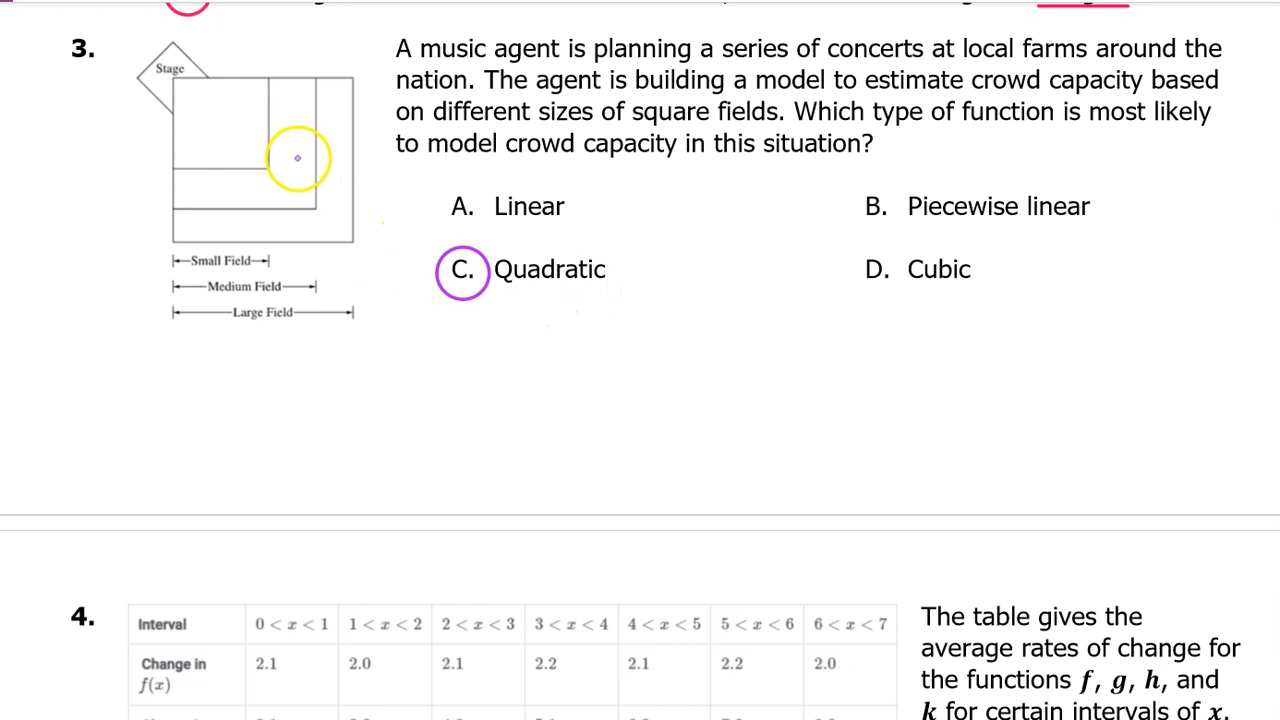 3.
Stage
Small Field
Medium Field
Large Field
A music agent is planning a series of concerts at local farms around the
nation. The agent is building a model to estimate crowd capacity based
on different sizes of square fields. Which type of function is most likely
to model crowd capacity in this situation?
A. Linear
B. Piecewise linear
C. Quadratic
D. Cubic
4.
Interval 0 < x < 1 1 < x < 2 2 < x < 3 3 < x < 4 4 < x < 5 5 < x < 6 6 < x < 7
Change in 2.1 2.0 2.1 2.2 2.1 2.2 2.0
f(x)
The table gives the
average rates of change for
the functions f, g, h, and
k for certain intervals of x.